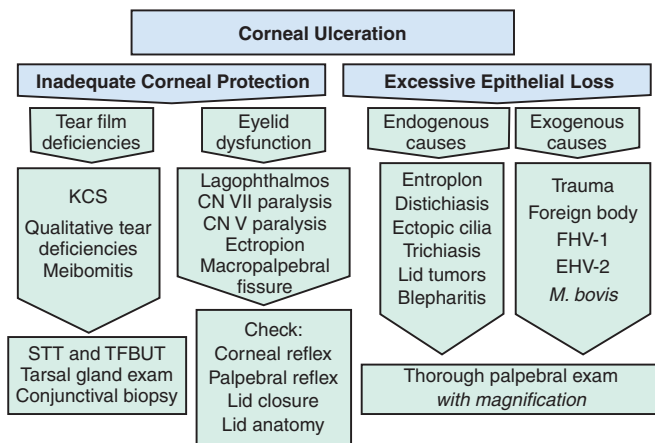 Corneal Ulceration
Inadequate Corneal Protection
Excessive Epithelial Loss
Tear film
deficiencies
Eyelid
dysfunction
Endogenous
causes
Exogenous
causes
KCS
Qualitative tear
deficiencies
Meibomitis
Lagophthalmos
CN VII paralysis
CN V paralysis
Ectropion
Macropalpebral
fissure
Entroplon
Distichiasis
Ectopic cilia
Trichiasis
Lid tumors
Blepharitis
Trauma
Foreign body
FHV-1
EHV-2
M. bovis
STT and TFBUT
Tarsal gland exam
Conjunctival biopsy
Check:
Corneal reflex
Palpebral reflex
Lid closure
Lid anatomy
Thorough palpebral exam
with magnification